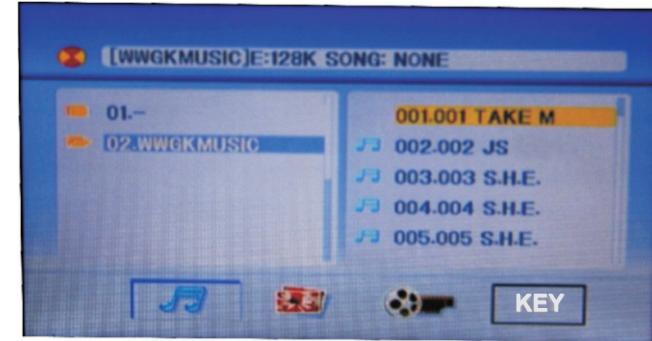 [WWGKMUSIC]E:128K SONG: NONE
01.-
02.WWGKMUSIC
001.001 TAKE M
002.002 JS
003.003 S.H.E.
004.004 S.H.E.
005.005 S.H.E.
KEY